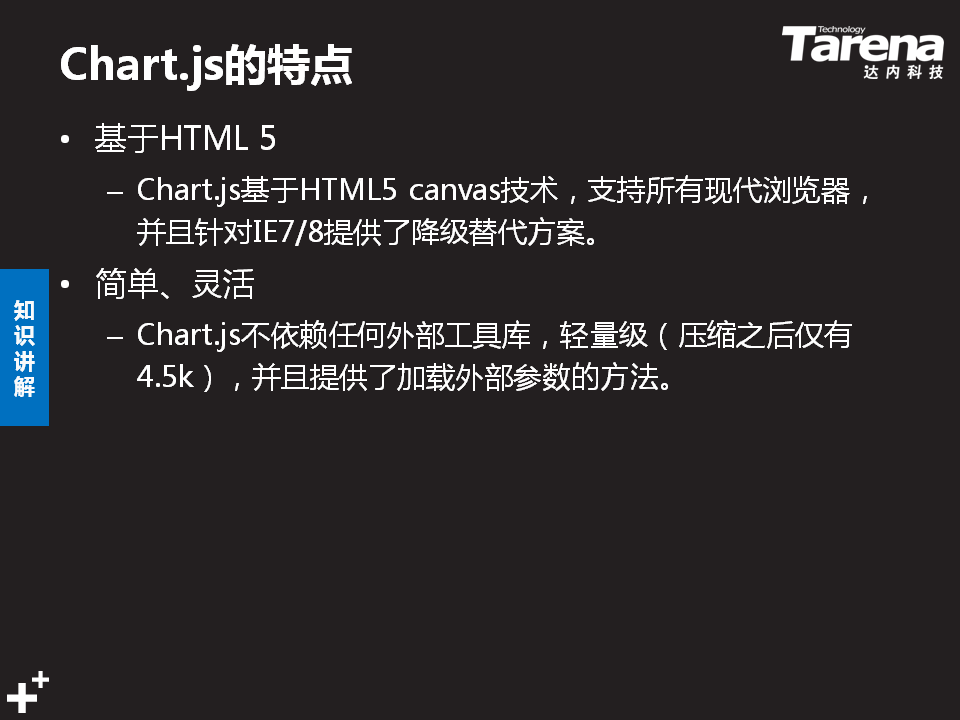 Chart.js的特点
Technology
Tarena
达内科技
• 基于HTML 5
– Chart.js基于HTML5 canvas技术，支持所有现代浏览器，
并且针对IE7/8提供了降级替代方案。
• 简单、灵活
– Chart.js不依赖任何外部工具库，轻量级（压缩之后仅有
4.5k），并且提供了加载外部参数的方法。
知
识
讲
解